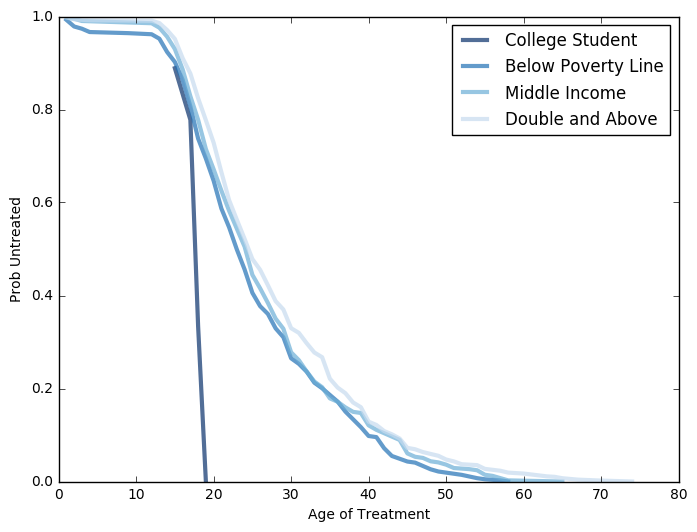 1.0
0.8
0.6
0.4
0.2
0.0
Prob Untreated
College Student
Below Poverty Line
Middle Income
Double and Above
0 10 20 30 40 50 60 70 80
Age of Treatment